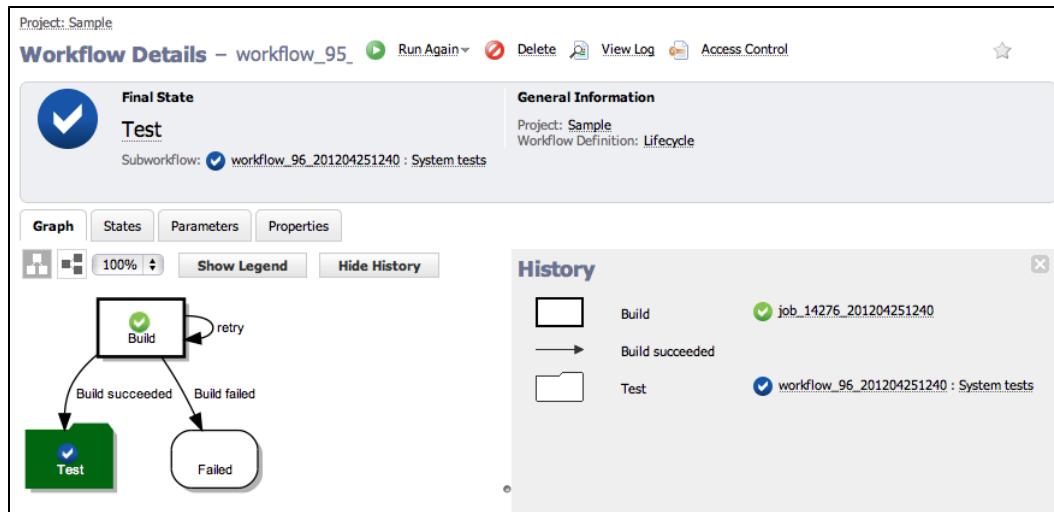 Project: Sample
Workflow Details – workflow_95_ Run Again Delete View Log Access Control
Final State
Test
Subworkflow: workflow_96_201204251240 : System tests
General Information
Project: Sample
Workflow Definition: Lifecycle
Graph States Parameters Properties
100% Show Legend Hide History
Build
retry
Build succeeded
Build failed
Test
Failed
History
Build job_14276_201204251240
Build succeeded
Test workflow_96_201204251240 : System tests